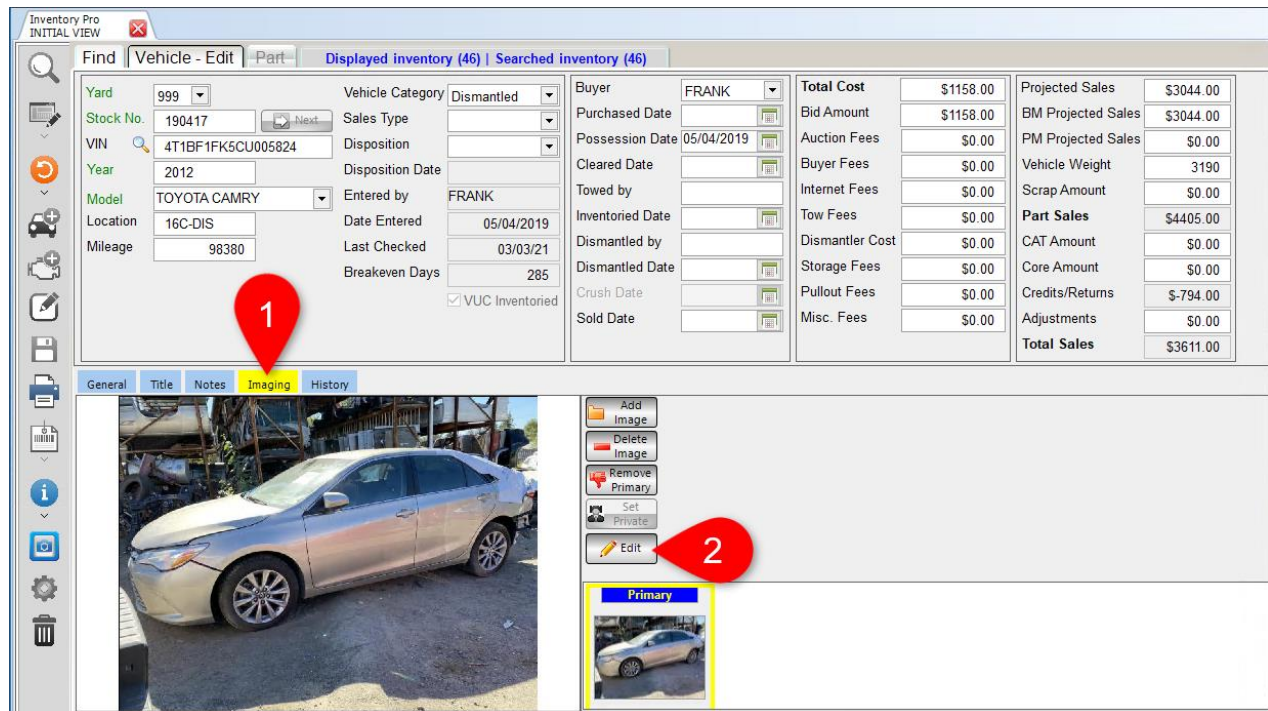 Inventory Pro
INITIAL VIEW
Find Vehicle - Edit Part Displayed inventory (46) | Searched inventory (46)
Yard 999
Stock No. 190417 Next
VIN 4T1BF1FK5CU005824
Year 2012
Model TOYOTA CAMRY
Location 16C-DIS
Mileage 98380
Vehicle Category Dismantled
Sales Type
Disposition
Disposition Date
Entered by FRANK
Date Entered 05/04/2019
Last Checked 03/03/21
Breakeven Days 285
VUC Inventoried
Buyer FRANK
Purchased Date
Possession Date 05/04/2019
Cleared Date
Towed by
Inventoried Date
Dismantled by
Dismantled Date
Crush Date
Sold Date
Total Cost $1158.00
Bid Amount $1158.00
Auction Fees $0.00
Buyer Fees $0.00
Internet Fees $0.00
Tow Fees $0.00
Dismantler Cost $0.00
Storage Fees $0.00
Pullout Fees $0.00
Misc. Fees $0.00
Projected Sales $3044.00
BM Projected Sales $3044.00
PM Projected Sales $0.00
Vehicle Weight 3190
Scrap Amount $0.00
Part Sales $4405.00
CAT Amount $0.00
Core Amount $0.00
Credits/Returns $-794.00
Adjustments $0.00
Total Sales $3611.00
1
General Title Notes Imaging History
Add
Image
Delete
Image
Remove
Primary
Set
Private
Edit
2
Primary